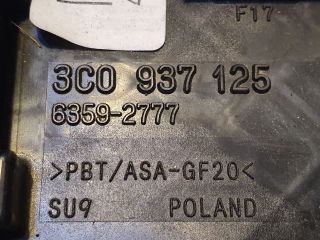 F17
3C0 937 125
6359-2777
>PBT/ASA-GF20<
SU9 POLAND